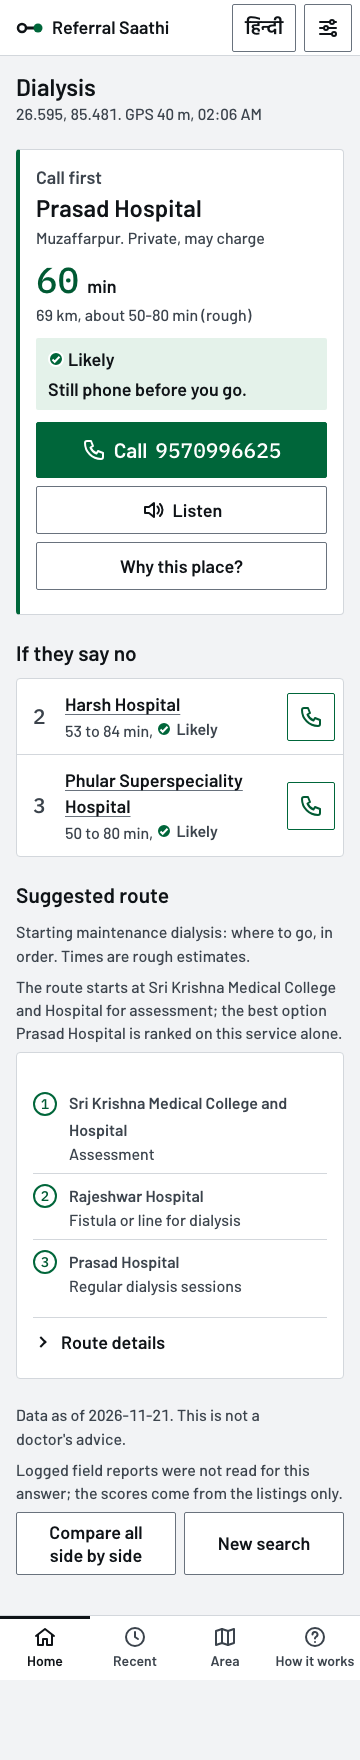 Referral Saathi
हिन्दी
Dialysis
26.595, 85.481. GPS 40 m, 02:06 AM
Call first
Prasad Hospital
Muzaffarpur. Private, may charge
60 min
69 km, about 50-80 min (rough)
Likely
Still phone before you go.
Call 9570996625
Listen
Why this place?
If they say no
2
Harsh Hospital
53 to 84 min, Likely
3
Phular Superspeciality
Hospital
50 to 80 min, Likely
Suggested route
Starting maintenance dialysis: where to go, in
order. Times are rough estimates.
The route starts at Sri Krishna Medical College
and Hospital for assessment; the best option
Prasad Hospital is ranked on this service alone.
1 Sri Krishna Medical College and
Hospital
Assessment
2 Rajeshwar Hospital
Fistula or line for dialysis
3 Prasad Hospital
Regular dialysis sessions
Route details
Data as of 2026-11-21. This is not a
doctor's advice.
Logged field reports were not read for this
answer; the scores come from the listings only.
Compare all
side by side
New search
Home
Recent
Area
How it works